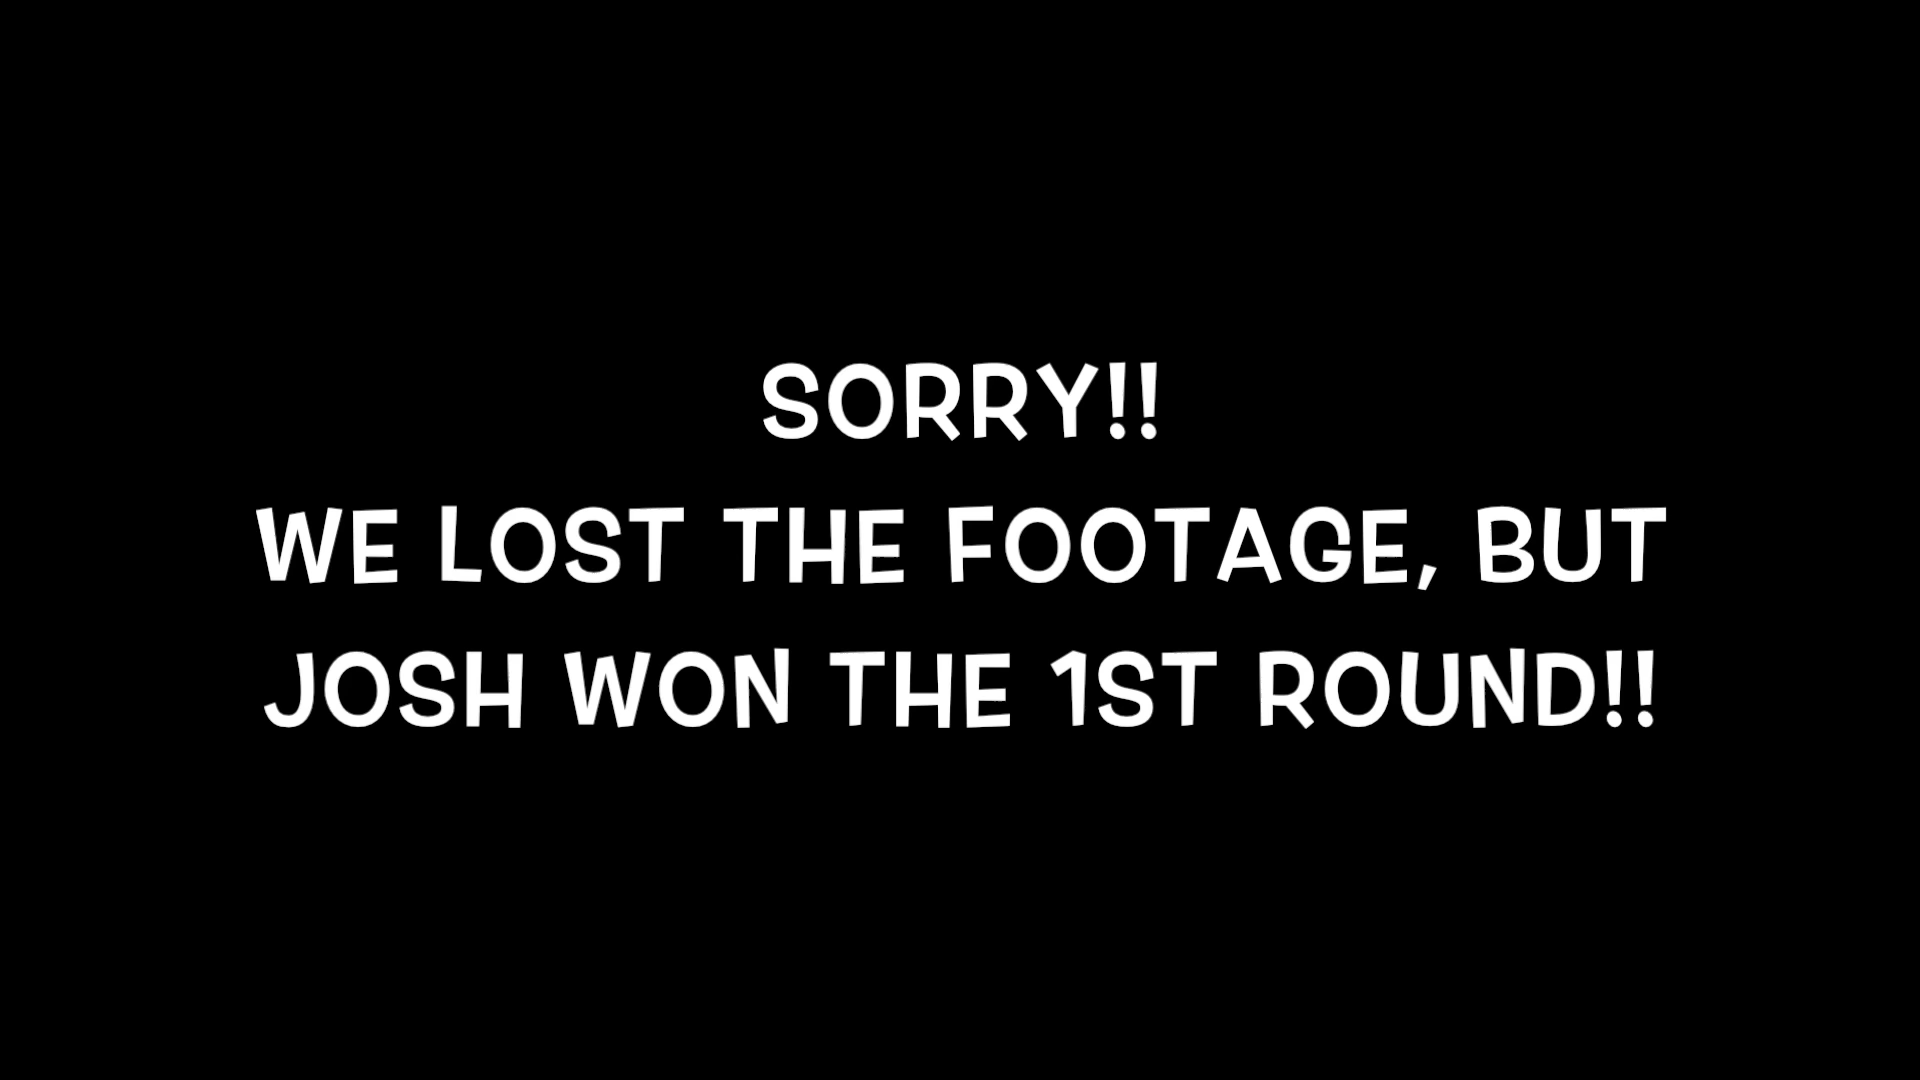 SORRY!!
WE LOST THE FOOTAGE, BUT
JOSH WON THE 1ST ROUND!!